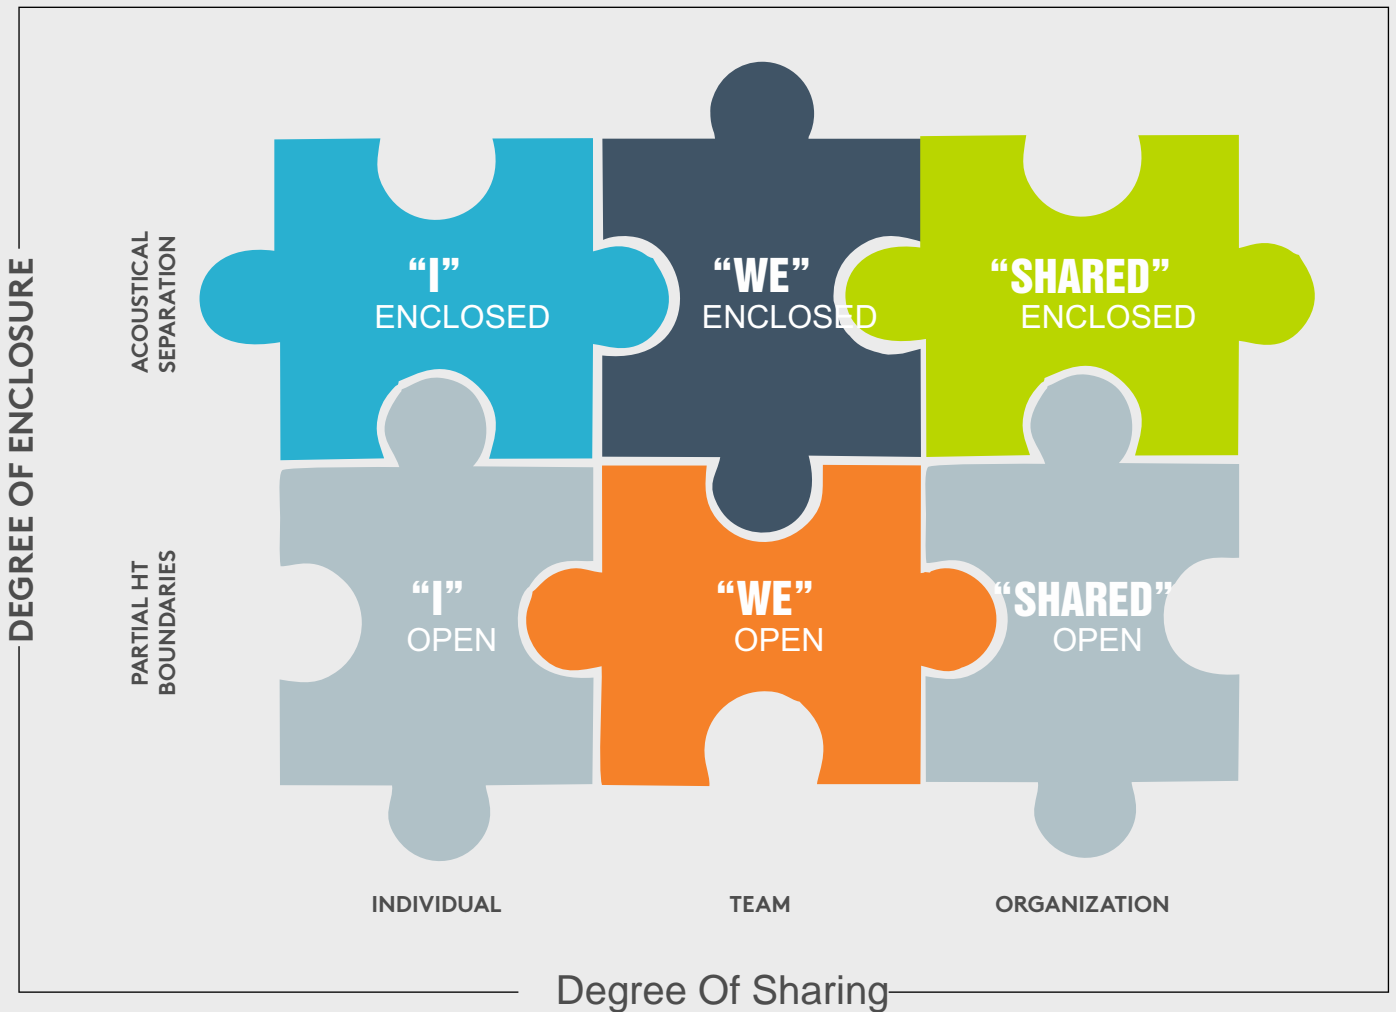 DEGREE OF ENCLOSURE
ACOUSTICAL
SEPARATION
“I”
ENCLOSED
“WE”
ENCLOSED
“SHARED”
ENCLOSED
PARTIAL HT
BOUNDARIES
“I”
OPEN
“WE”
OPEN
“SHARED”
OPEN
INDIVIDUAL
TEAM
ORGANIZATION
Degree Of Sharing